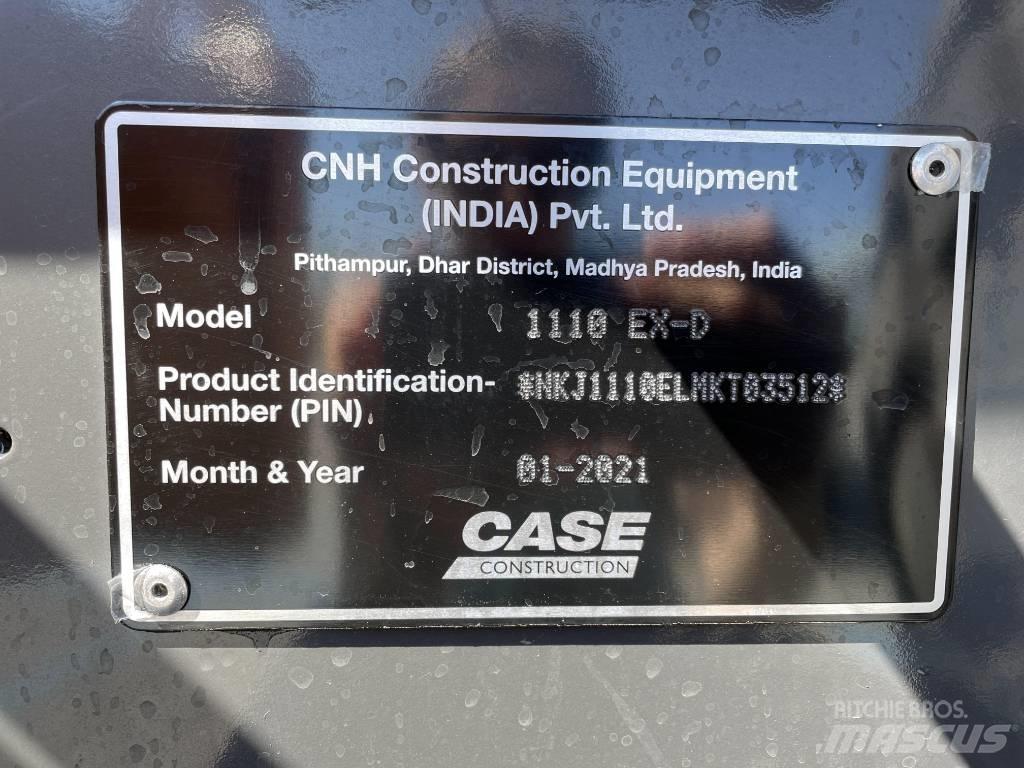 CNH Construction Equipment
(INDIA) Pvt. Ltd.
Pithampur, Dhar District, Madhya Pradesh, India
Model 1110 EX-D
Product Identification- *NKJ1110ELMKT03512*
Number (PIN)
Month & Year 01-2021
CASE
CONSTRUCTION
RITCHIE BROS.
MASCUS